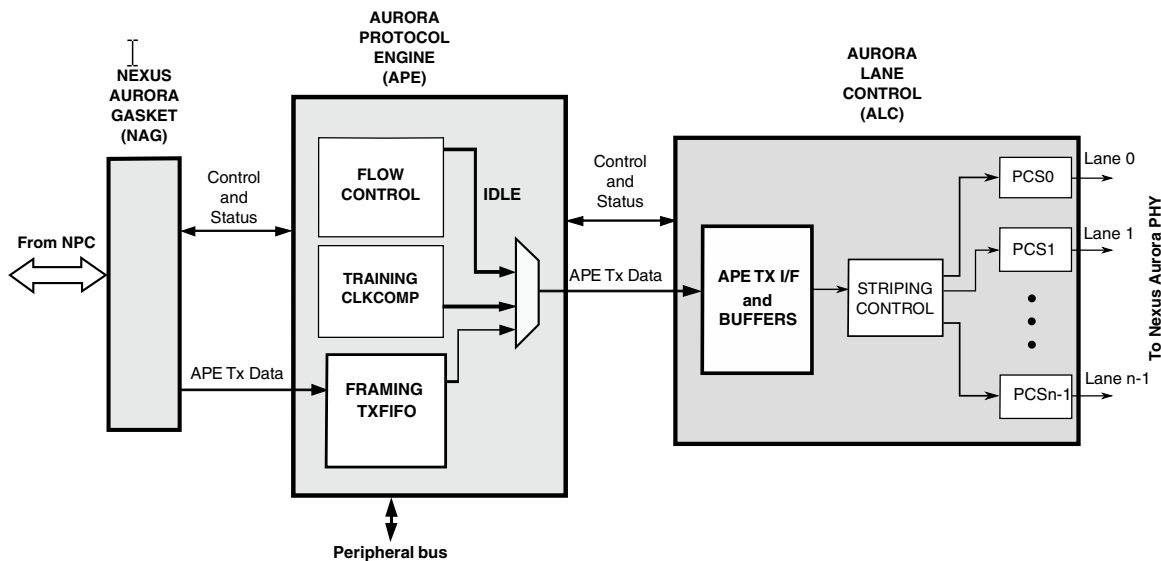 AURORA
PROTOCOL
ENGINE
(APE)
NEXUS
AURORA
GASKET
(NAG)
AURORA
LANE
CONTROL
(ALC)
From NPC
Control
and
Status
APE Tx Data
FLOW
CONTROL
IDLE
TRAINING
CLKCOMP
FRAMING
TXFIFO
Peripheral bus
Control
and
Status
APE Tx Data
APE TX I/F
and
BUFFERS
STRIPING
CONTROL
PCS0
Lane 0
PCS1
Lane 1
PCSn-1
Lane n-1
To Nexus Aurora PHY